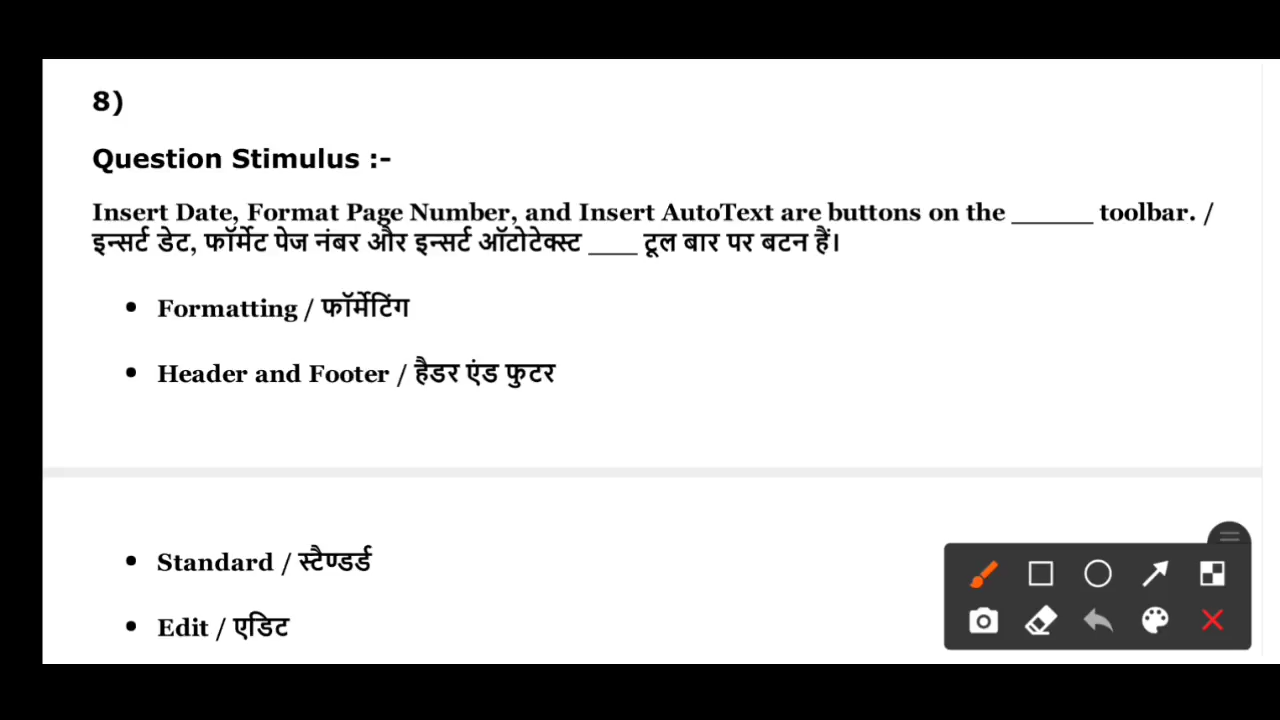 8)
Question Stimulus :-
Insert Date, Format Page Number, and Insert AutoText are buttons on the _____ toolbar. /
इन्सर्ट डेट, फॉर्मेट पेज नंबर और इन्सर्ट ऑटोटेक्स्ट ____ टूल बार पर बटन हैं।
• Formatting / फॉर्मेटिंग
• Header and Footer / हैडर एंड फुटर
• Standard / स्टैण्डर्ड
• Edit / एडिट